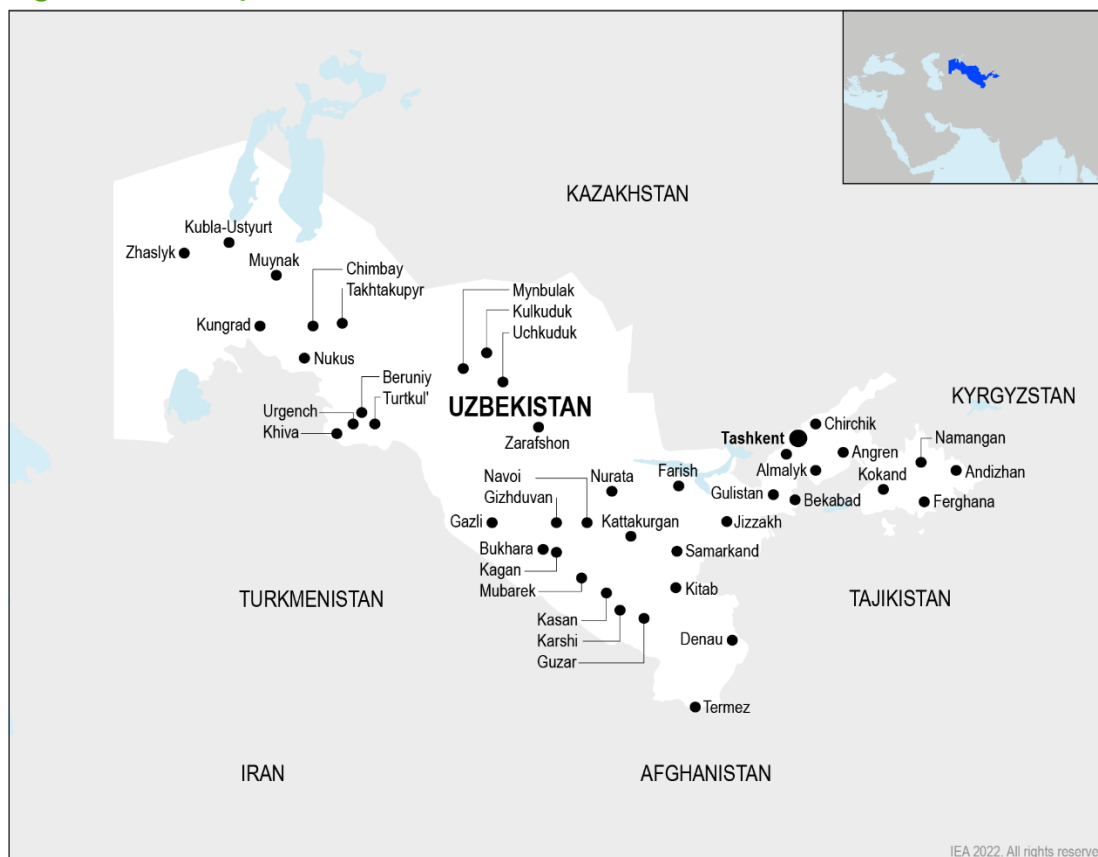 KAZAKHSTAN
Kubla-Ustyurt
Zhaslyk
Muynak
Chimbay
Takhtakupyr
Mynbulak
Kulkuduk
Uchkuduk
Kungrad
Nukus
Beruniy
Turtkul'
Urgench
Khiva
UZBEKISTAN
Zarafshon
KYRGYZSTAN
Chirchik
Tashkent
Namangan
Angren
Almalyk
Kokand
Andizhan
Ferghana
Navoi
Gizhduvan
Nurata
Farish
Gulistan
Bekabad
Gazli
Kattakurgan
Jizzakh
Bukhara
Kagan
Mubarek
Samarkand
Kitab
TURKMENISTAN
TAJIKISTAN
Kasan
Karshi
Guzar
Denau
Termez
IRAN
AFGHANISTAN
IEA 2022. All rights reserve